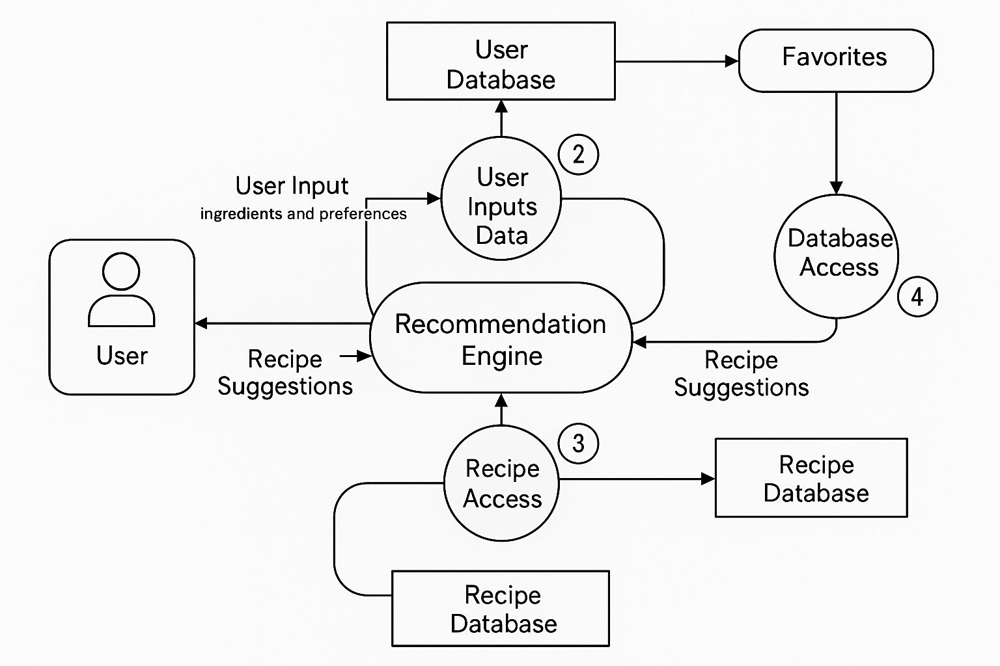 User
Database
Favorites
2
User
Inputs
Data
User Input
ingredients and preferences
Database
Access
4
User
Recommendation
Engine
Recipe
Suggestions
Recipe
Suggestions
3
Recipe
Access
Recipe
Database
Recipe
Database